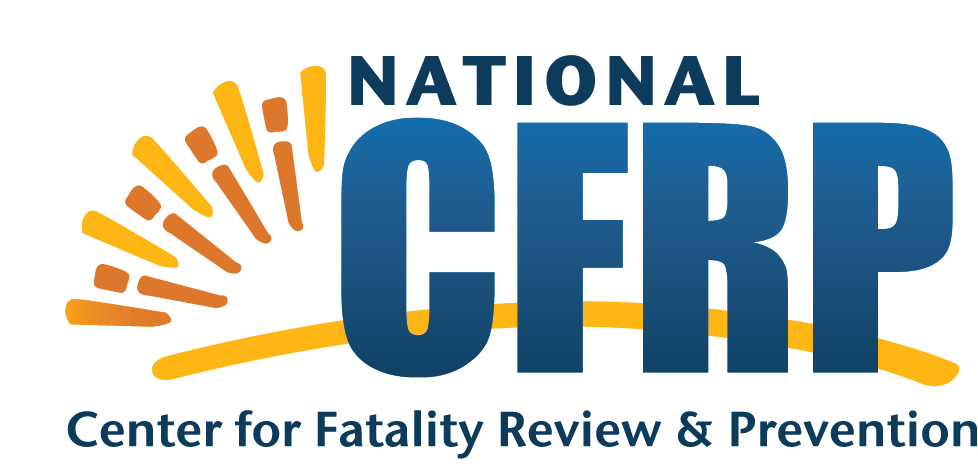 NATIONAL
CFRP
Center for Fatality Review & Prevention